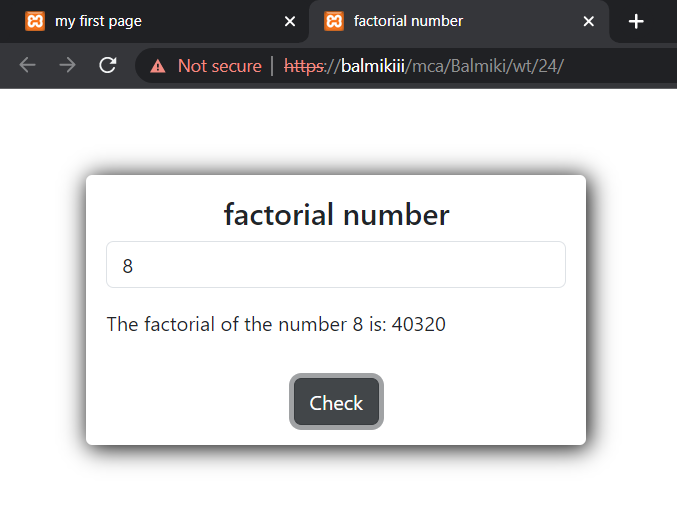 my first page
factorial number
Not secure | https://balmikiii/mca/Balmiki/wt/24/
factorial number
8
The factorial of the number 8 is: 40320
Check